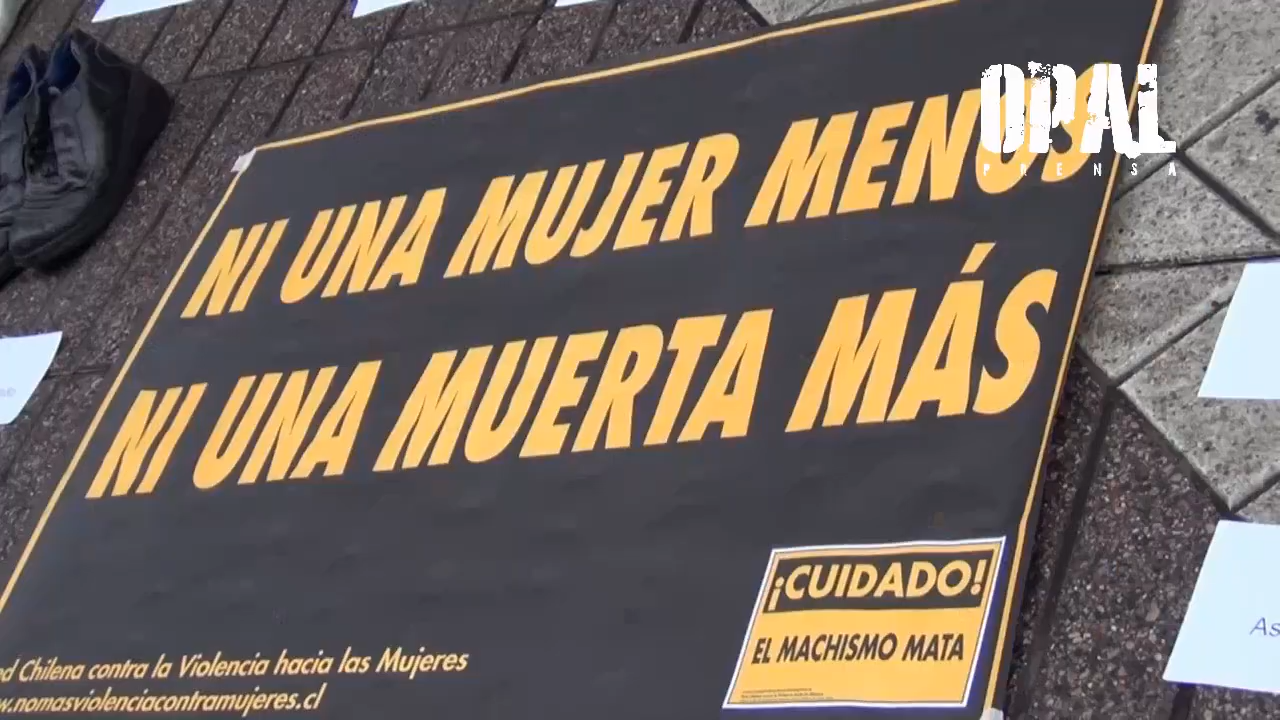 OPAL
PRENSA
NI UNA MUJER MENOS
NI UNA MUERTA MÁS
¡CUIDADO!
EL MACHISMO MATA
Chilena contra la Violencia hacia las Mujeres
.nomasviolenciacontramujeres.cl